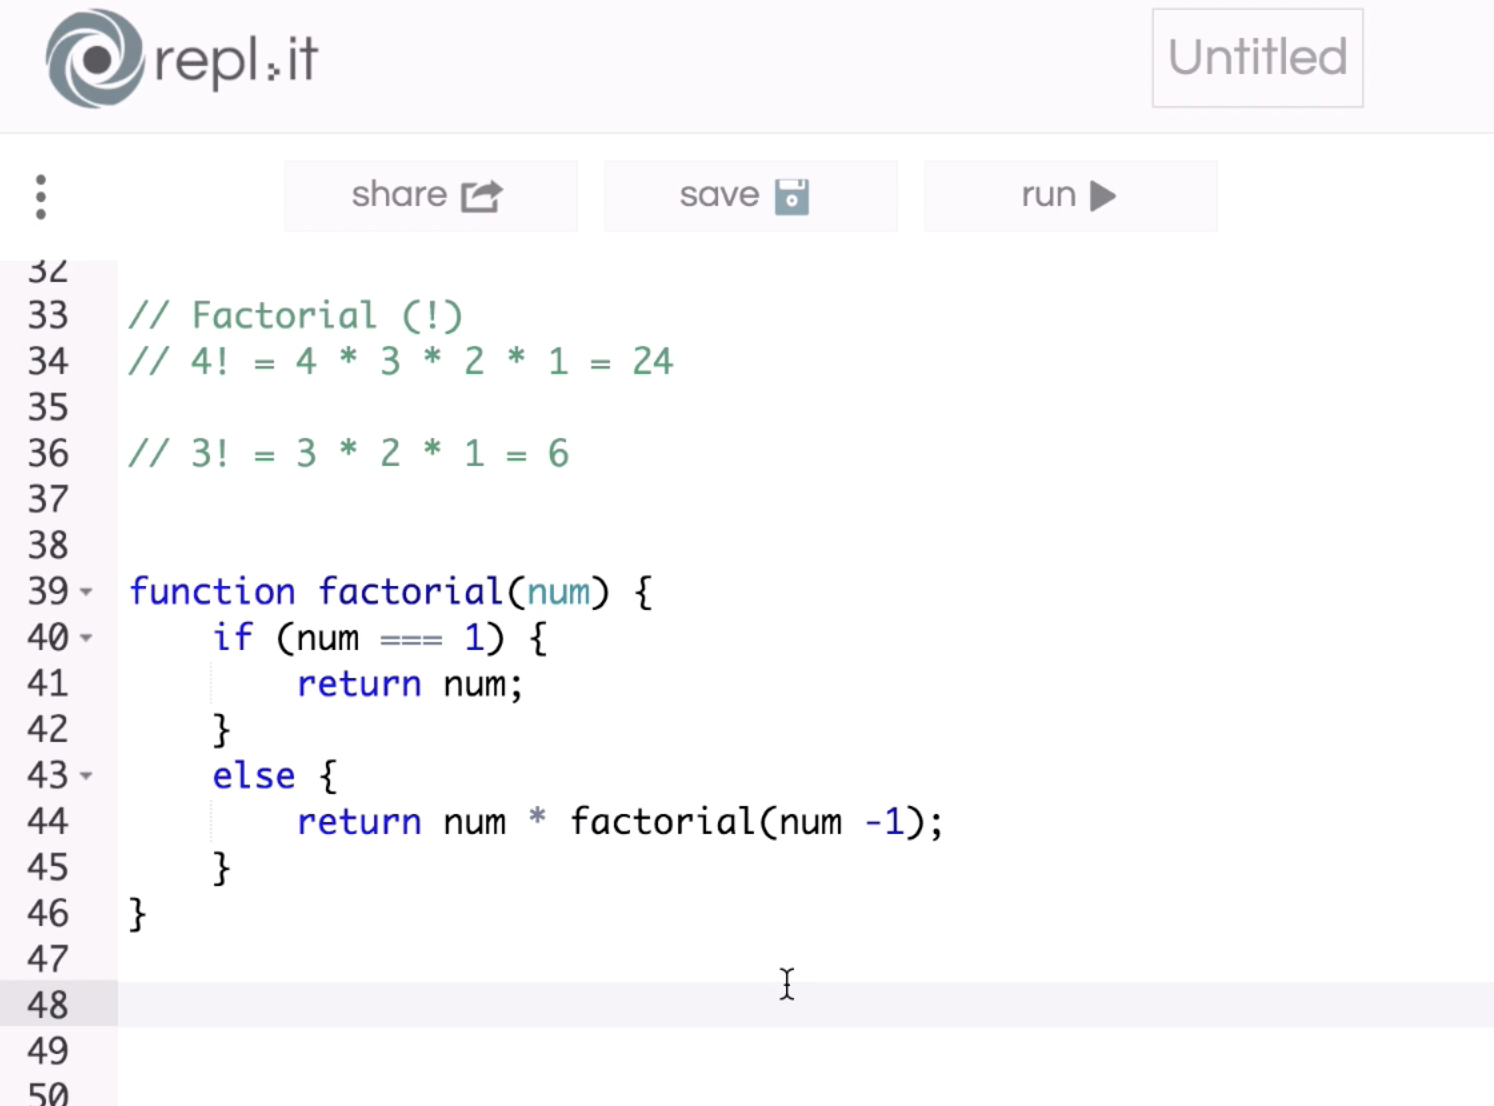 repl.it
Untitled
share
save
run
32
33 // Factorial (!)
34 // 4! = 4 * 3 * 2 * 1 = 24
35
36 // 3! = 3 * 2 * 1 = 6
37
38
39 function factorial(num) {
40     if (num === 1) {
41         return num;
42     }
43     else {
44         return num * factorial(num -1);
45     }
46 }
47
48
49
50